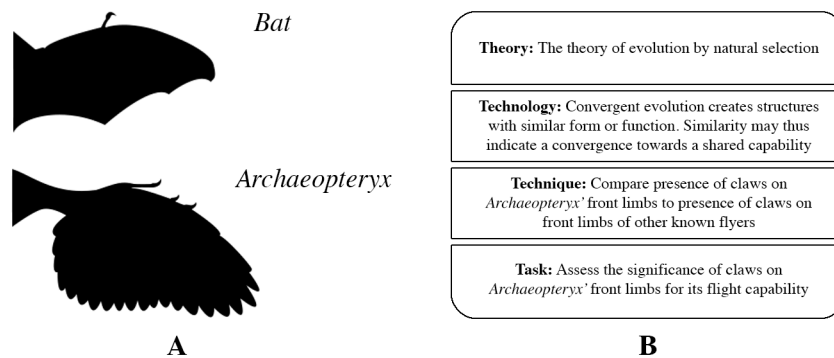 Bat
Archaeopteryx
A
Theory: The theory of evolution by natural selection
Technology: Convergent evolution creates structures
with similar form or function. Similarity may thus
indicate a convergence towards a shared capability
Technique: Compare presence of claws on
Archaeopteryx' front limbs to presence of claws on
front limbs of other known flyers
Task: Assess the significance of claws on
Archaeopteryx' front limbs for its flight capability
B